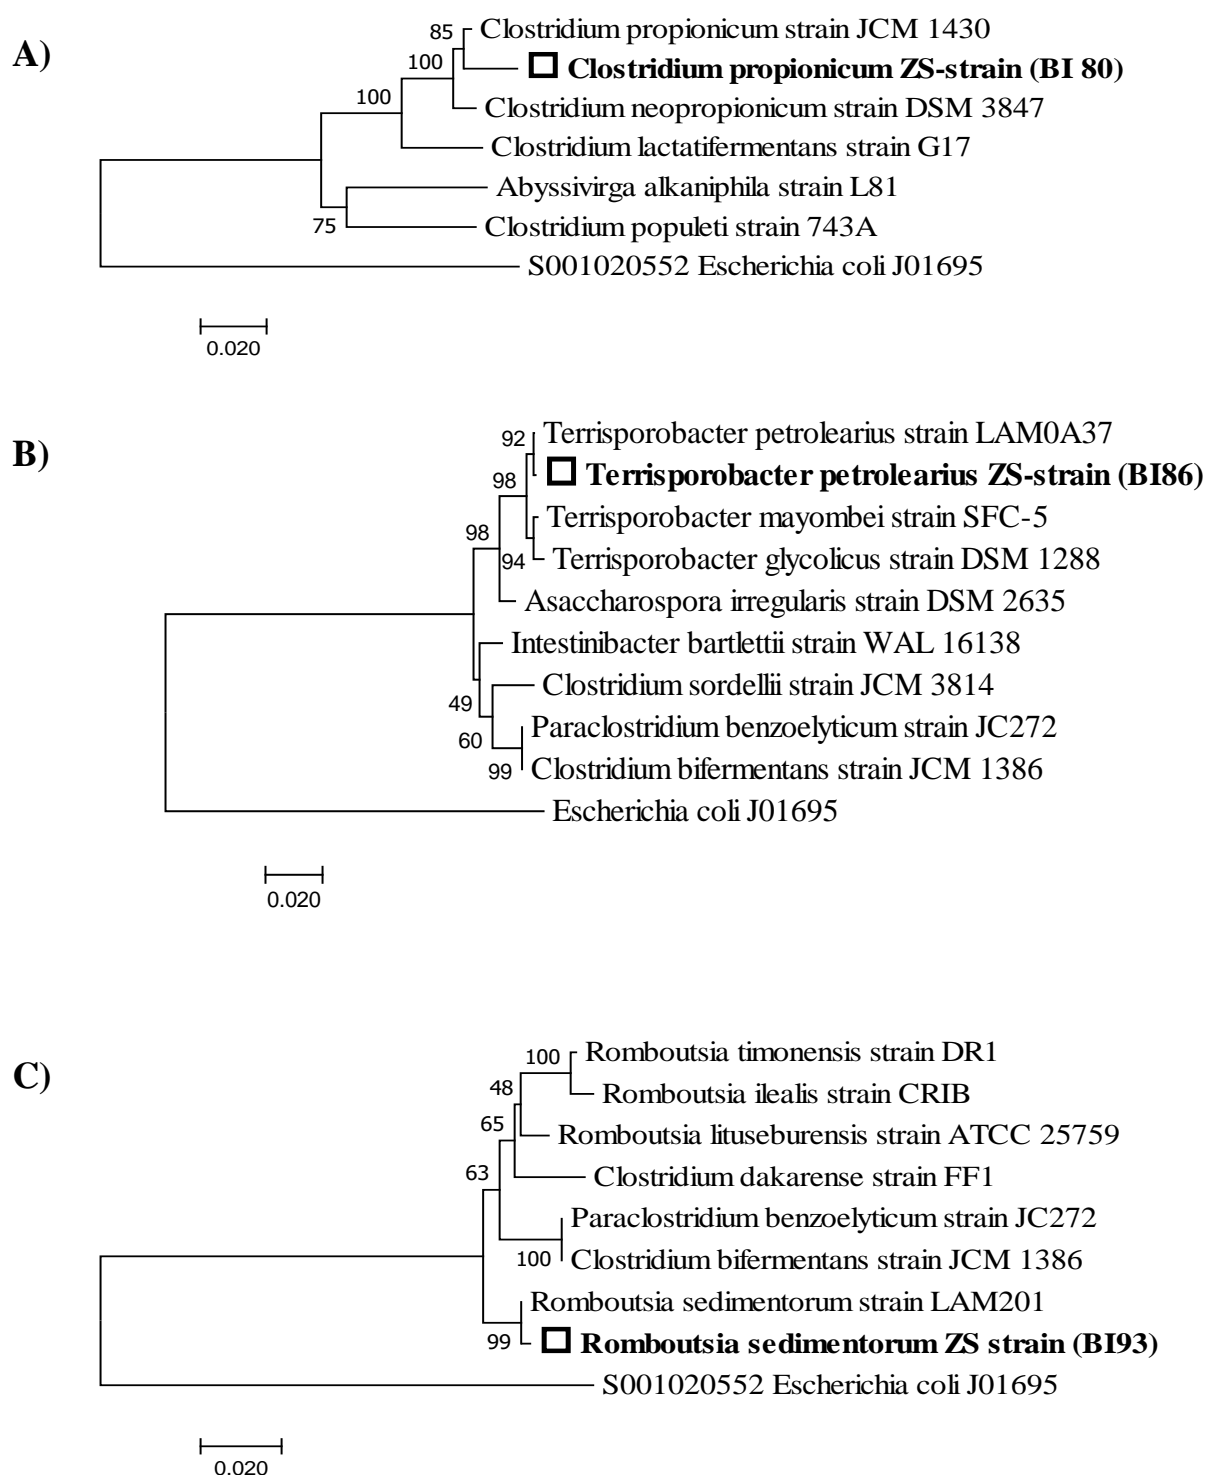 A)
85
Clostridium propionicum strain JCM 1430
Clostridium propionicum ZS-strain (BI 80)
100
Clostridium neopropionicum strain DSM 3847
100
Clostridium lactatifermentans strain G17
Abyssivirga alkaniphila strain L81
75
Clostridium populeti strain 743A
S001020552 Escherichia coli J01695
0.020
B)
92
Terrisporobacter petrolearius strain LAM0A37
Terrisporobacter petrolearius ZS-strain (BI86)
98
Terrisporobacter mayombei strain SFC-5
98
94
Terrisporobacter glycolicus strain DSM 1288
Asaccharospora irregularis strain DSM 2635
Intestinibacter bartlettii strain WAL 16138
Clostridium sordellii strain JCM 3814
49
Paraclostridium benzoelyticum strain JC272
60
99
Clostridium bifermentans strain JCM 1386
Escherichia coli J01695
0.020
C)
100
Romboutsia timonensis strain DR1
48
Romboutsia ilealis strain CRIB
65
Romboutsia lituseburensis strain ATCC 25759
63
Clostridium dakarense strain FF1
Paraclostridium benzoelyticum strain JC272
100
Clostridium bifermentans strain JCM 1386
Romboutsia sedimentorum strain LAM201
99
Romboutsia sedimentorum ZS strain (BI93)
S001020552 Escherichia coli J01695
0.020